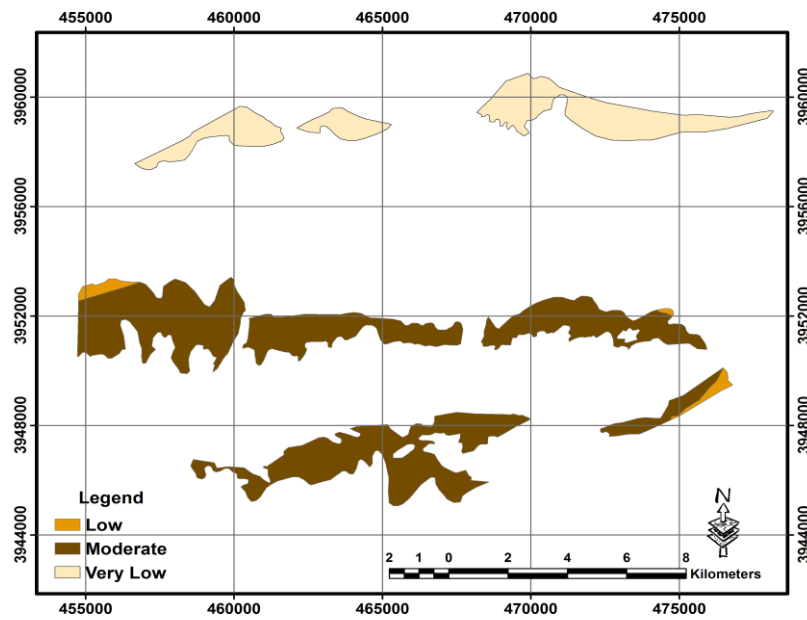 455000 460000 465000 470000 475000
3960000 3960000
3956000 3956000
3952000 3952000
3948000 3948000
3944000 3944000
Legend
Low
Moderate
Very Low
N
2 1 0 2 4 6 8
Kilometers
455000 460000 465000 470000 475000